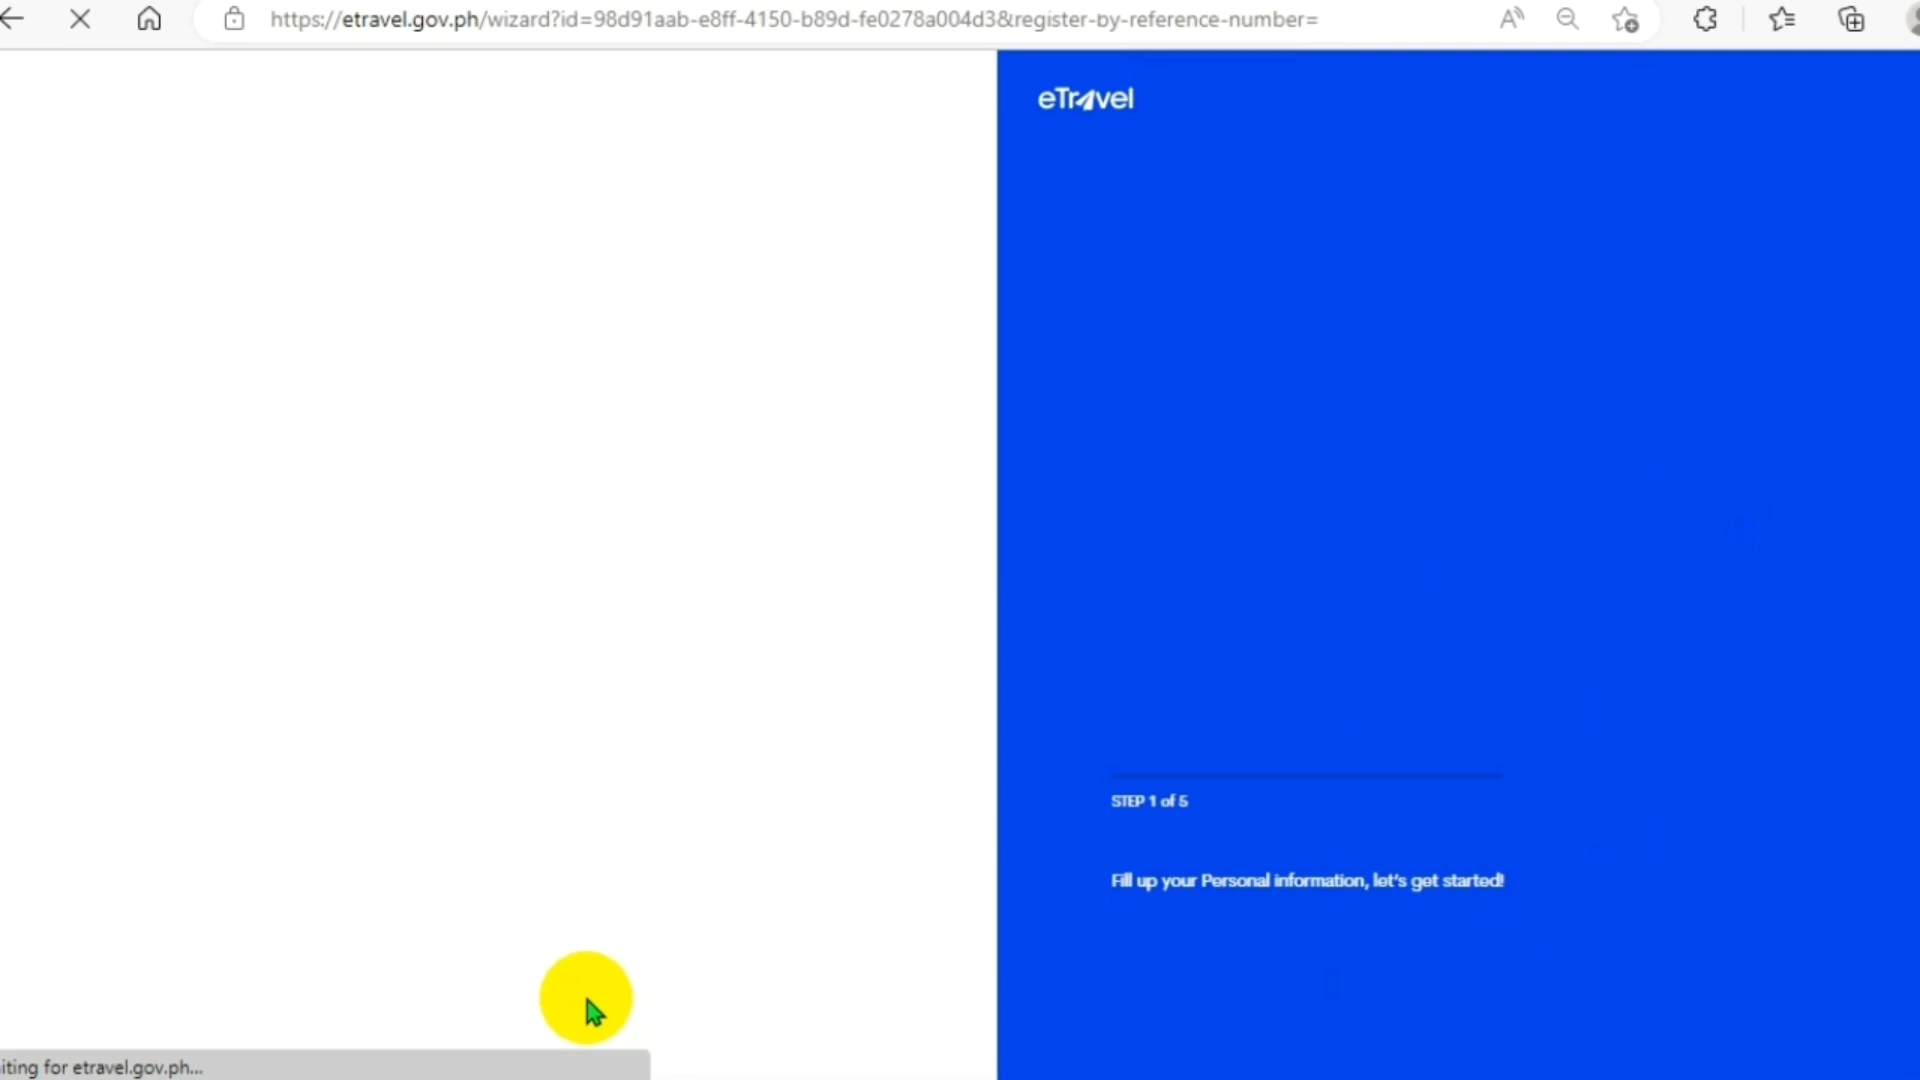 https://etravel.gov.ph/wizard?id=98d91aab-e8ff-4150-b89d-fe0278a004d3&register-by-reference-number=
eTravel
STEP 1 of 5
Fill up your Personal information, let's get started!
iting for etravel.gov.ph...